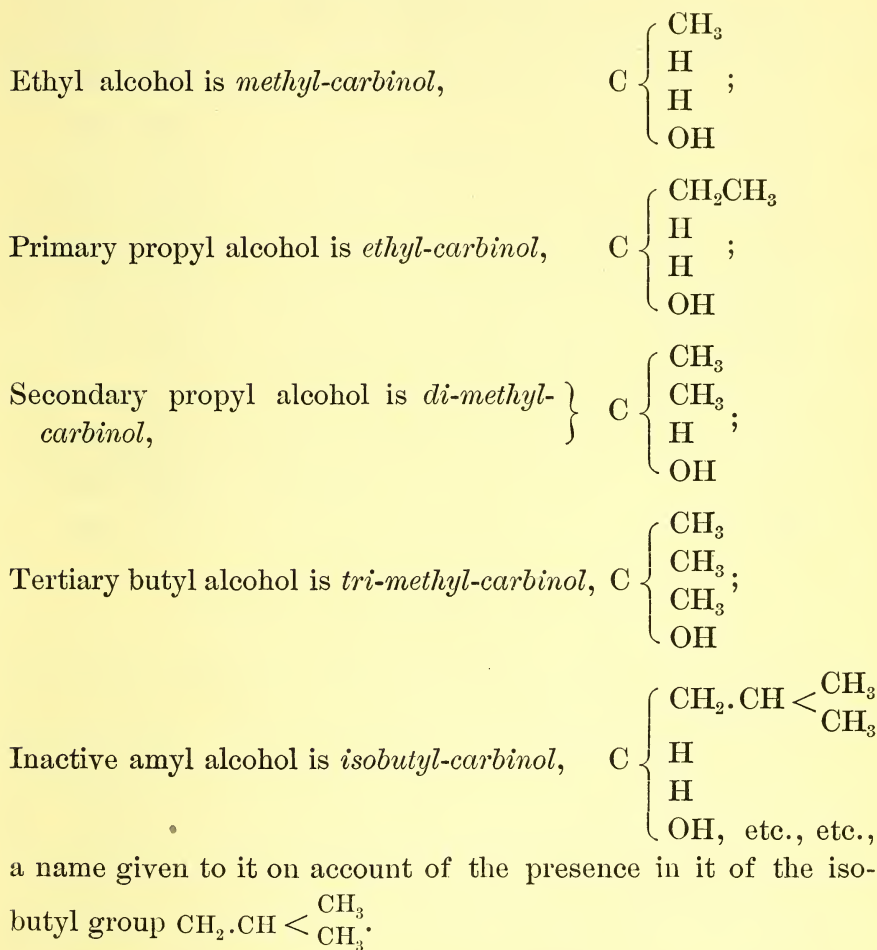 CH₃
H
Ethyl alcohol is methyl-carbinol, C { ;
H
OH
CH₂CH₃
H
Primary propyl alcohol is ethyl-carbinol, C { ;
H
OH
CH₃
Secondary propyl alcohol is di-methyl- } C { CH₃
carbinol, H ;
OH
CH₃
CH₃
Tertiary butyl alcohol is tri-methyl-carbinol, C { ;
CH₃
OH
CH₂.CH < CH₃
CH₃
Inactive amyl alcohol is isobutyl-carbinol, C { H
H
OH, etc., etc.,
a name given to it on account of the presence in it of the iso-
butyl group CH₂.CH < CH₃
CH₃.